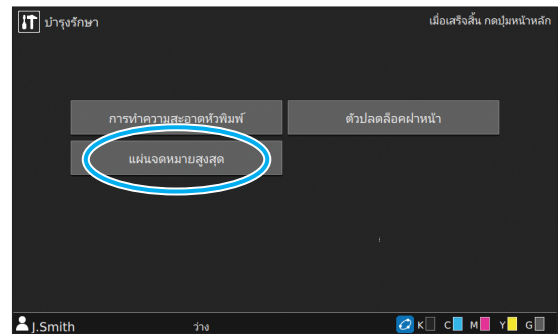 บำรุงรักษา
เมื่อเสร็จสิ้น กดปุ่มหน้าหลัก
การทำความสะอาดหัวพิมพ์
ตัวปลดล็อคฝาหน้า
แผ่นจดหมายสูงสุด
J.Smith ว่าง K C M Y G